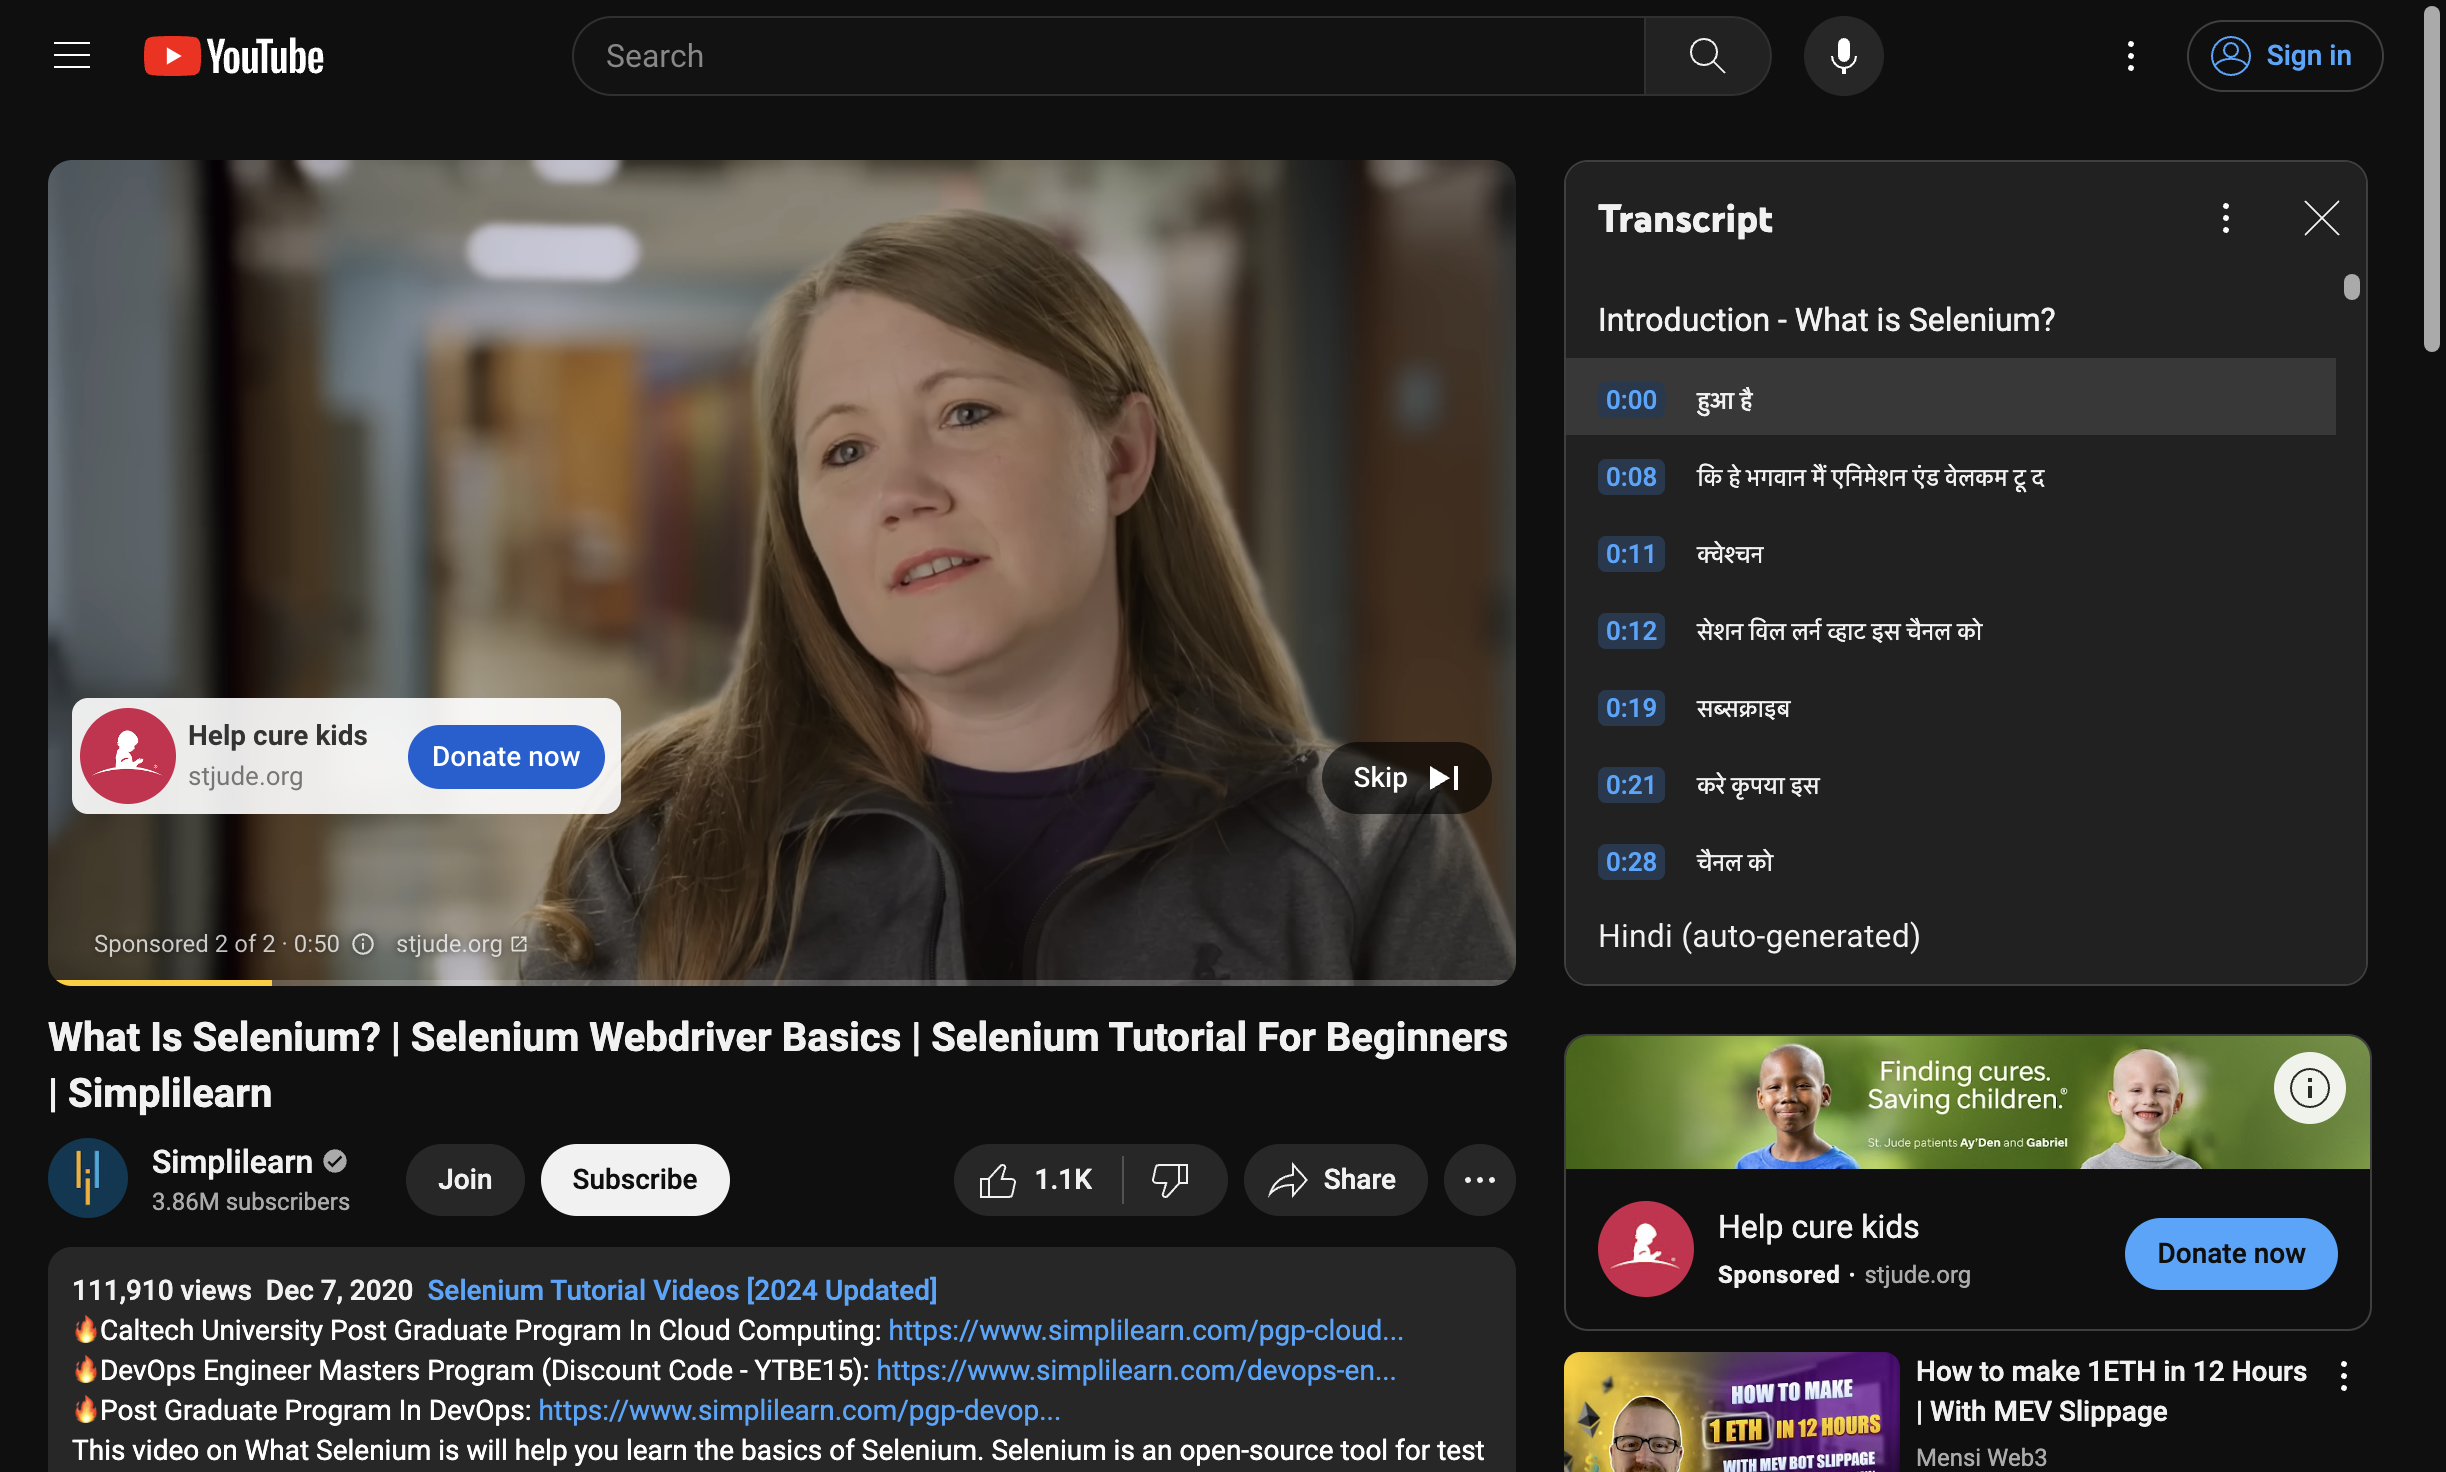 YouTube
Search
Sign in
Help cure kids
stjude.org
Donate now
Skip
Sponsored 2 of 2 · 0:50
stjude.org
What Is Selenium? | Selenium Webdriver Basics | Selenium Tutorial For Beginners
| Simplilearn
Simplilearn
3.86M subscribers
Join
Subscribe
1.1K
Share
111,910 views Dec 7, 2020 Selenium Tutorial Videos [2024 Updated]
🔥Caltech University Post Graduate Program In Cloud Computing: https://www.simplilearn.com/pgp-cloud...
🔥DevOps Engineer Masters Program (Discount Code - YTBE15): https://www.simplilearn.com/devops-en...
🔥Post Graduate Program In DevOps: https://www.simplilearn.com/pgp-devop...
This video on What Selenium is will help you learn the basics of Selenium. Selenium is an open-source tool for test
Transcript
Introduction - What is Selenium?
0:00 हुआ है
0:08 कि हे भगवान मैं एनिमेशन एंड वेलकम टू द
0:11 क्वेश्चन
0:12 सेशन विल लर्न व्हाट इस चैनल को
0:19 सब्सक्राइब
0:21 करे कृपया इस
0:28 चैनल को
Hindi (auto-generated)
Finding cures.
Saving children.®
St. Jude patients Ay'Den and Gabriel
Help cure kids
Sponsored · stjude.org
Donate now
HOW TO MAKE
1 ETH IN 12 HOURS
WITH MEV BOT SLIPPAGE
How to make 1ETH in 12 Hours
| With MEV Slippage
Mensi Web3